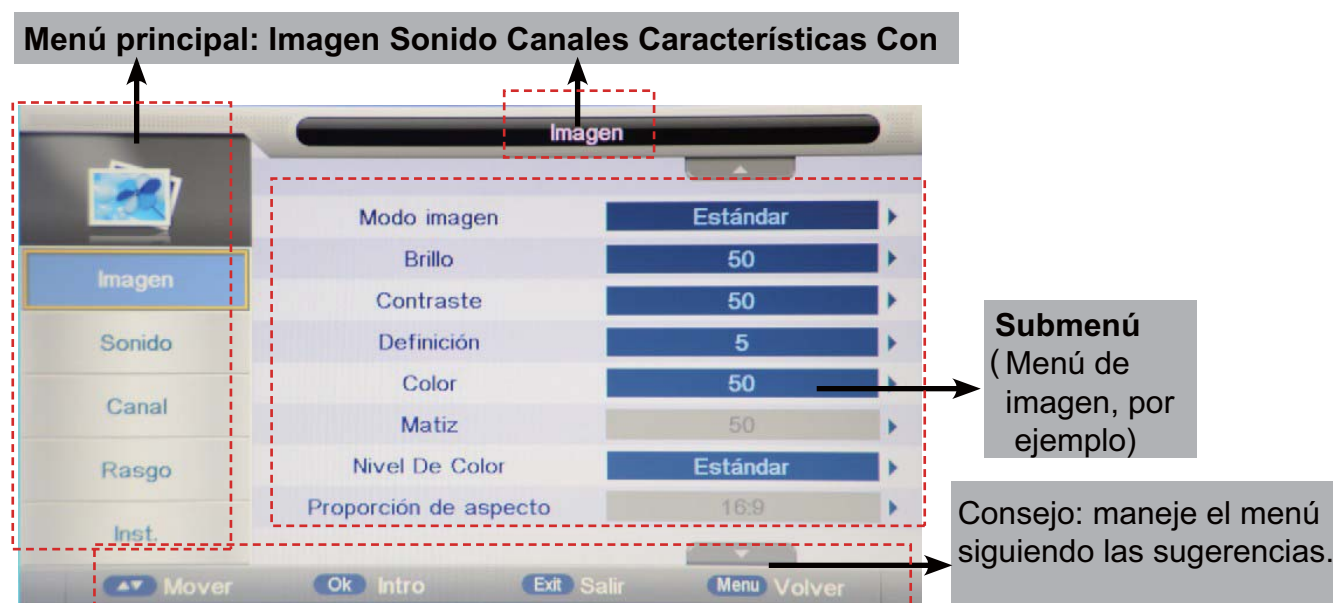 Menú principal: Imagen Sonido Canales Características Con
Imagen
Modo imagen Estándar
Brillo 50
Imagen
Contraste 50
Sonido
Definición 5
Color 50
Canal
Matiz 50
Rasgo
Nivel De Color Estándar
Proporción de aspecto 16:9
Inst.
Mover Ok Intro Exit Salir Menu Volver
Submenú
(Menú de
imagen, por
ejemplo)
Consejo: maneje el menú
siguiendo las sugerencias.